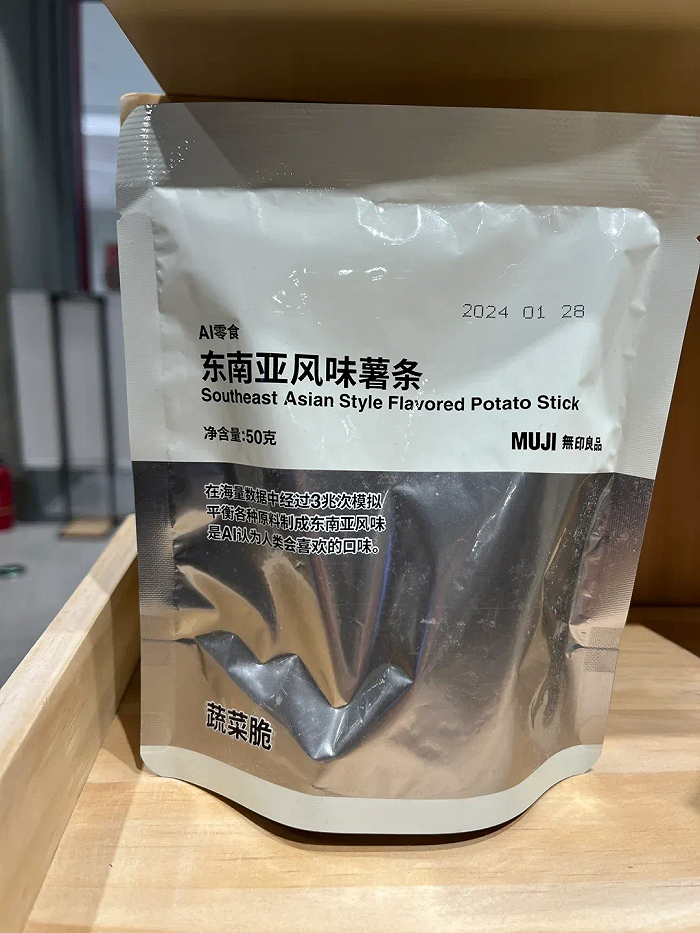 2024 01 28
AI零食
东南亚风味薯条
Southeast Asian Style Flavored Potato Stick
净含量:50克
MUJI 無印良品
在海量数据中经过3兆次模拟
平衡各种原料制成东南亚风味
是AI认为人类会喜欢的口味。
蔬菜脆